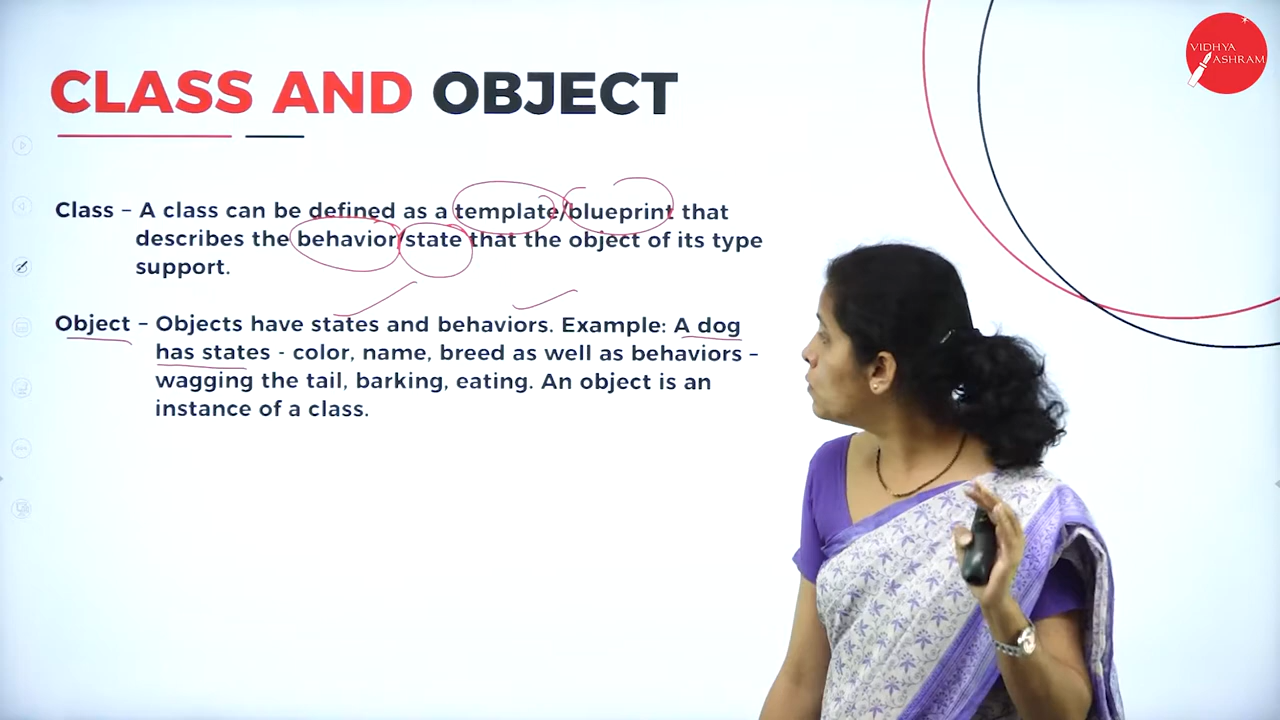 VIDHYA
ASHRAM
CLASS AND OBJECT
Class – A class can be defined as a template/blueprint that
describes the behavior/state that the object of its type
support.
Object – Objects have states and behaviors. Example: A dog
has states - color, name, breed as well as behaviors –
wagging the tail, barking, eating. An object is an
instance of a class.